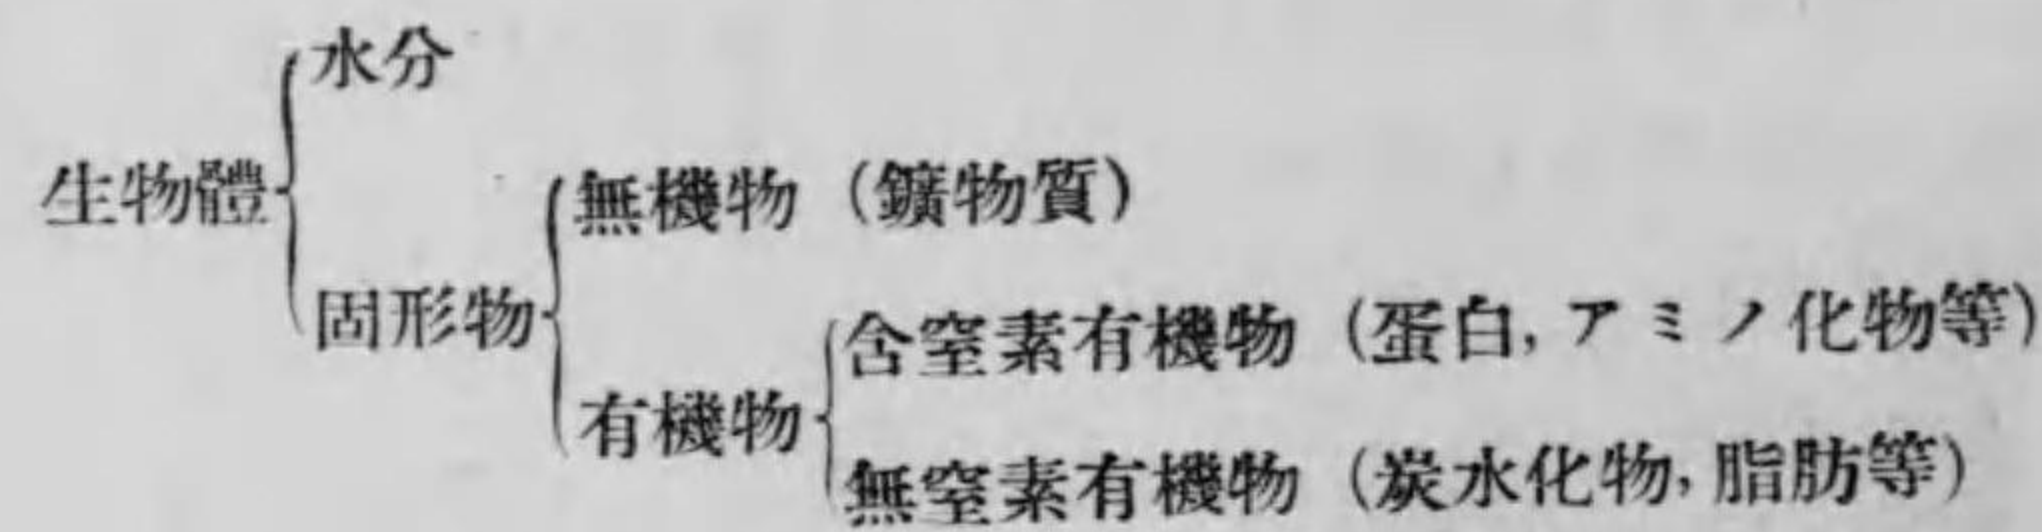 水分
生物體
無機物 (鑛物質)
固形物
含窒素有機物 (蛋白, アミノ化物等)
有機物
無窒素有機物 (炭水化物, 脂肪等)